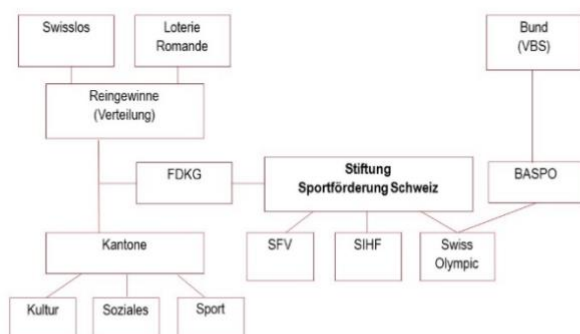 Swisslos
Loterie
Romande
Bund
(VBS)
Reingewinne
(Verteilung)
FDKG
Stiftung
Sportförderung Schweiz
BASPO
Kantone
SFV
SIHF
Swiss
Olympic
Kultur
Soziales
Sport